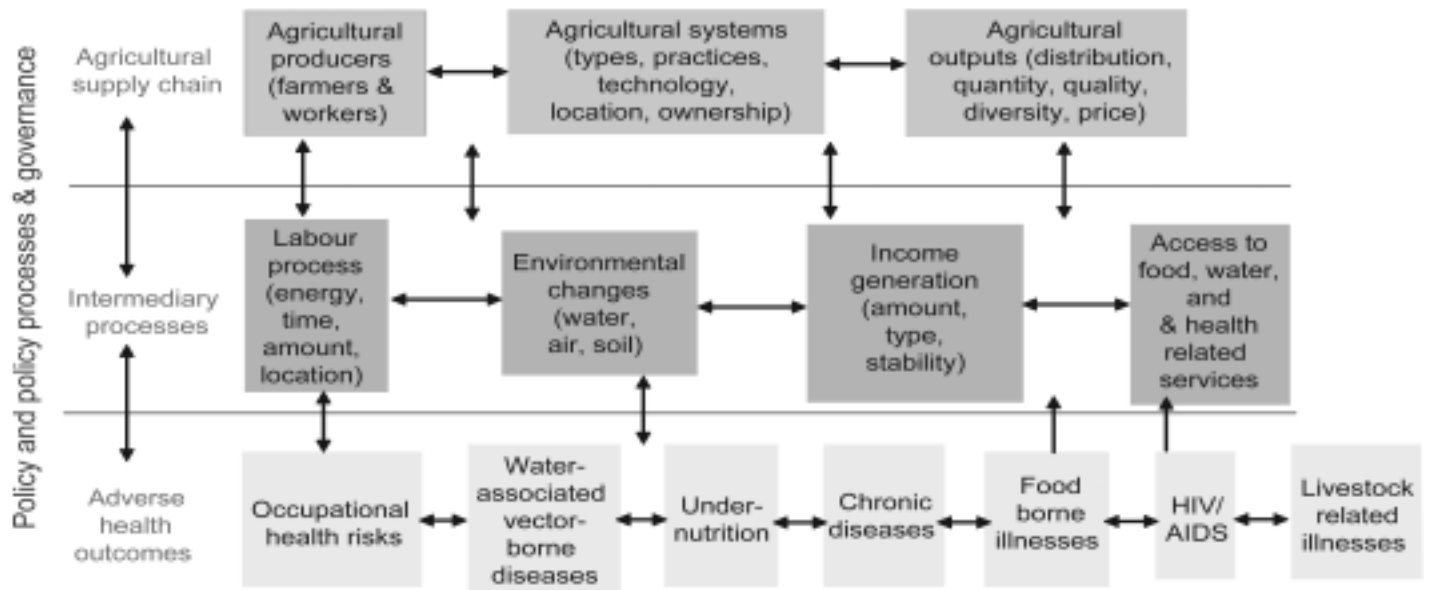 Policy and policy processes & governance
Agricultural
supply chain
Agricultural
producers
(farmers &
workers)
Agricultural systems
(types, practices,
technology,
location, ownership)
Agricultural
outputs (distribution,
quantity, quality,
diversity, price)
Intermediary
processes
Labour
process
(energy,
time,
amount,
location)
Environmental
changes
(water,
air, soil)
Income
generation
(amount,
type,
stability)
Access to
food, water,
and
& health
related
services
Adverse
health
outcomes
Occupational
health risks
Water-
associated
vector-
borne
diseases
Under-
nutrition
Chronic
diseases
Food
borne
illnesses
HIV/
AIDS
Livestock
related
illnesses